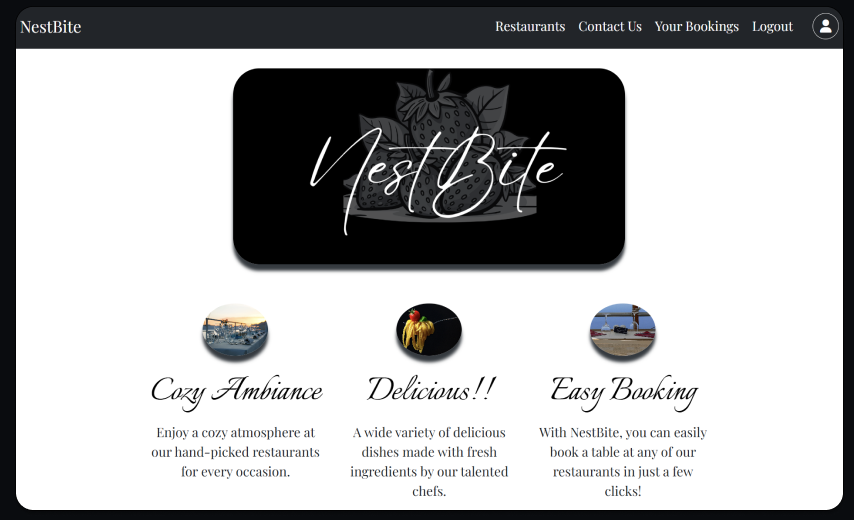 NestBite
Restaurants Contact Us Your Bookings Logout
NestBite
Cozy Ambiance
Enjoy a cozy atmosphere at
our hand-picked restaurants
for every occasion.
Delicious!!
A wide variety of delicious
dishes made with fresh
ingredients by our talented
chefs.
Easy Booking
With NestBite, you can easily
book a table at any of our
restaurants in just a few
clicks!